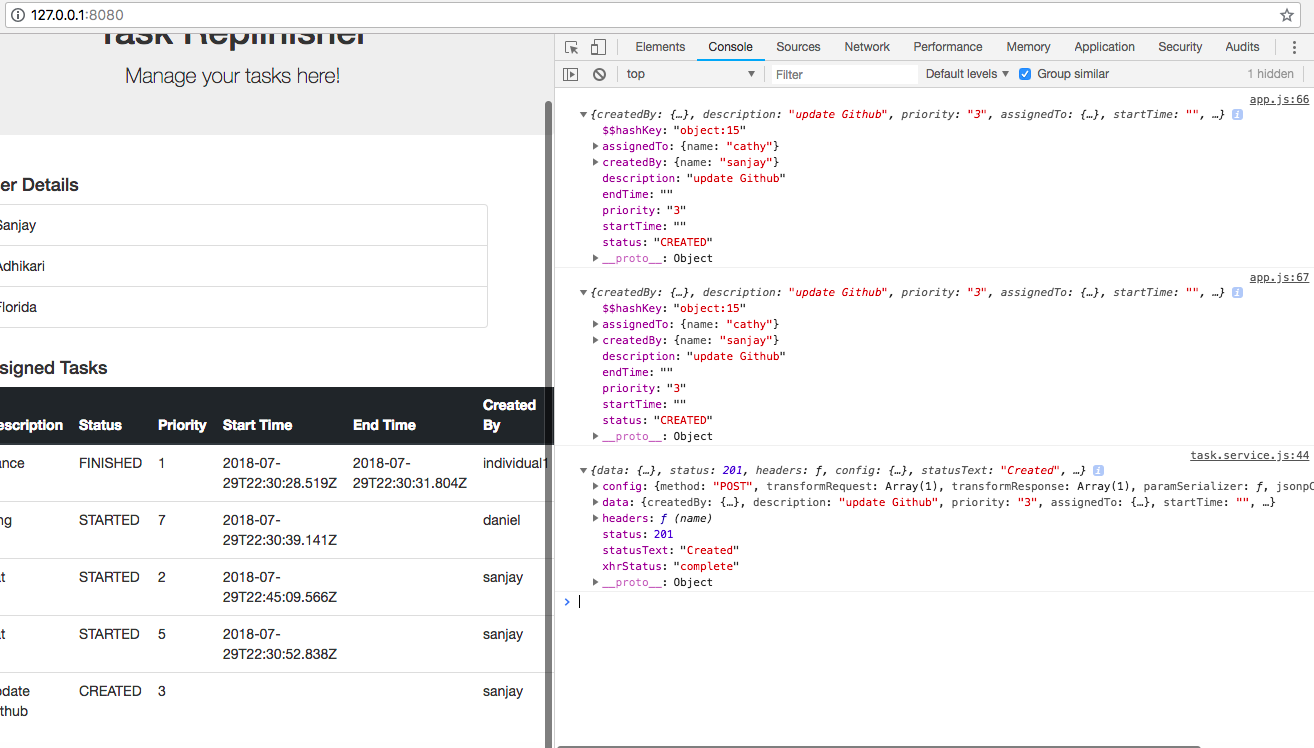 127.0.0.1:8080
Task Replinisher
Manage your tasks here!
er Details
Sanjay
Adhikari
Florida
signed Tasks
escription Status Priority Start Time End Time Created By
ance FINISHED 1 2018-07-29T22:30:28.519Z 2018-07-29T22:30:31.804Z individual1
ng STARTED 7 2018-07-29T22:30:39.141Z daniel
at STARTED 2 2018-07-29T22:45:09.566Z sanjay
at STARTED 5 2018-07-29T22:30:52.838Z sanjay
pdate ithub CREATED 3 sanjay
Elements Console Sources Network Performance Memory Application Security Audits
top Filter Default levels Group similar 1 hidden
app.js:66
{createdBy: {…}, description: "update Github", priority: "3", assignedTo: {…}, startTime: "", …}
$$hashKey: "object:15"
assignedTo: {name: "cathy"}
createdBy: {name: "sanjay"}
description: "update Github"
endTime: ""
priority: "3"
startTime: ""
status: "CREATED"
__proto__: Object
app.js:67
{createdBy: {…}, description: "update Github", priority: "3", assignedTo: {…}, startTime: "", …}
$$hashKey: "object:15"
assignedTo: {name: "cathy"}
createdBy: {name: "sanjay"}
description: "update Github"
endTime: ""
priority: "3"
startTime: ""
status: "CREATED"
__proto__: Object
task.service.js:44
{data: {…}, status: 201, headers: ƒ, config: {…}, statusText: "Created", …}
config: {method: "POST", transformRequest: Array(1), transformResponse: Array(1), paramSerializer: ƒ, jsonpC
data: {createdBy: {…}, description: "update Github", priority: "3", assignedTo: {…}, startTime: "", …}
headers: ƒ (name)
status: 201
statusText: "Created"
xhrStatus: "complete"
__proto__: Object